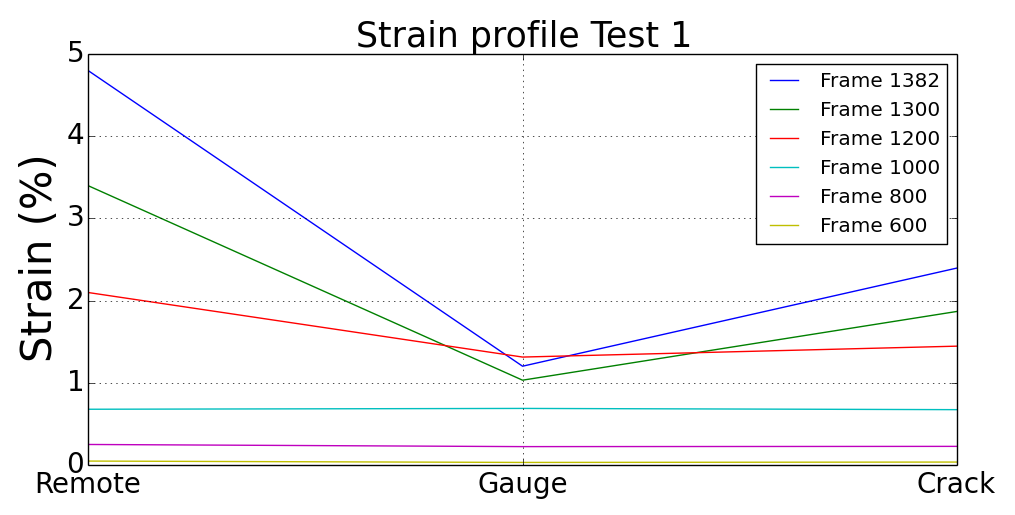 Strain profile Test 1
Strain (%)
5
4
3
2
1
0
Remote
Gauge
Crack
Frame 1382
Frame 1300
Frame 1200
Frame 1000
Frame 800
Frame 600